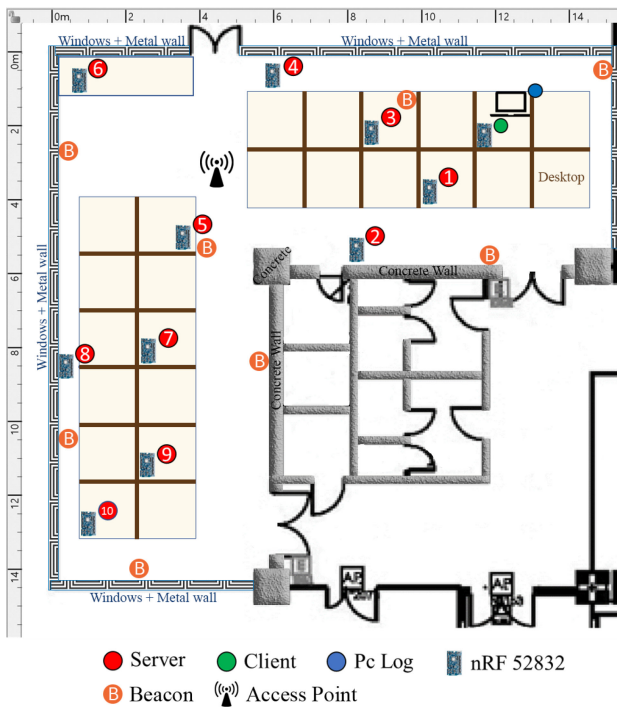 0m 2 4 6 8 10 12 14
Windows + Metal wall
Windows + Metal wall
0m
6
4
B
B
3
1
B
2
Desktop
5
B
2
B
Concrete
Concrete Wall
4
6
8
10
12
14
Windows + Metal wall
7
8
B
Concrete Wall
B
9
10
B
Windows + Metal wall
A/P
A/P
Server
Client
Pc Log
nRF 52832
B Beacon
Access Point